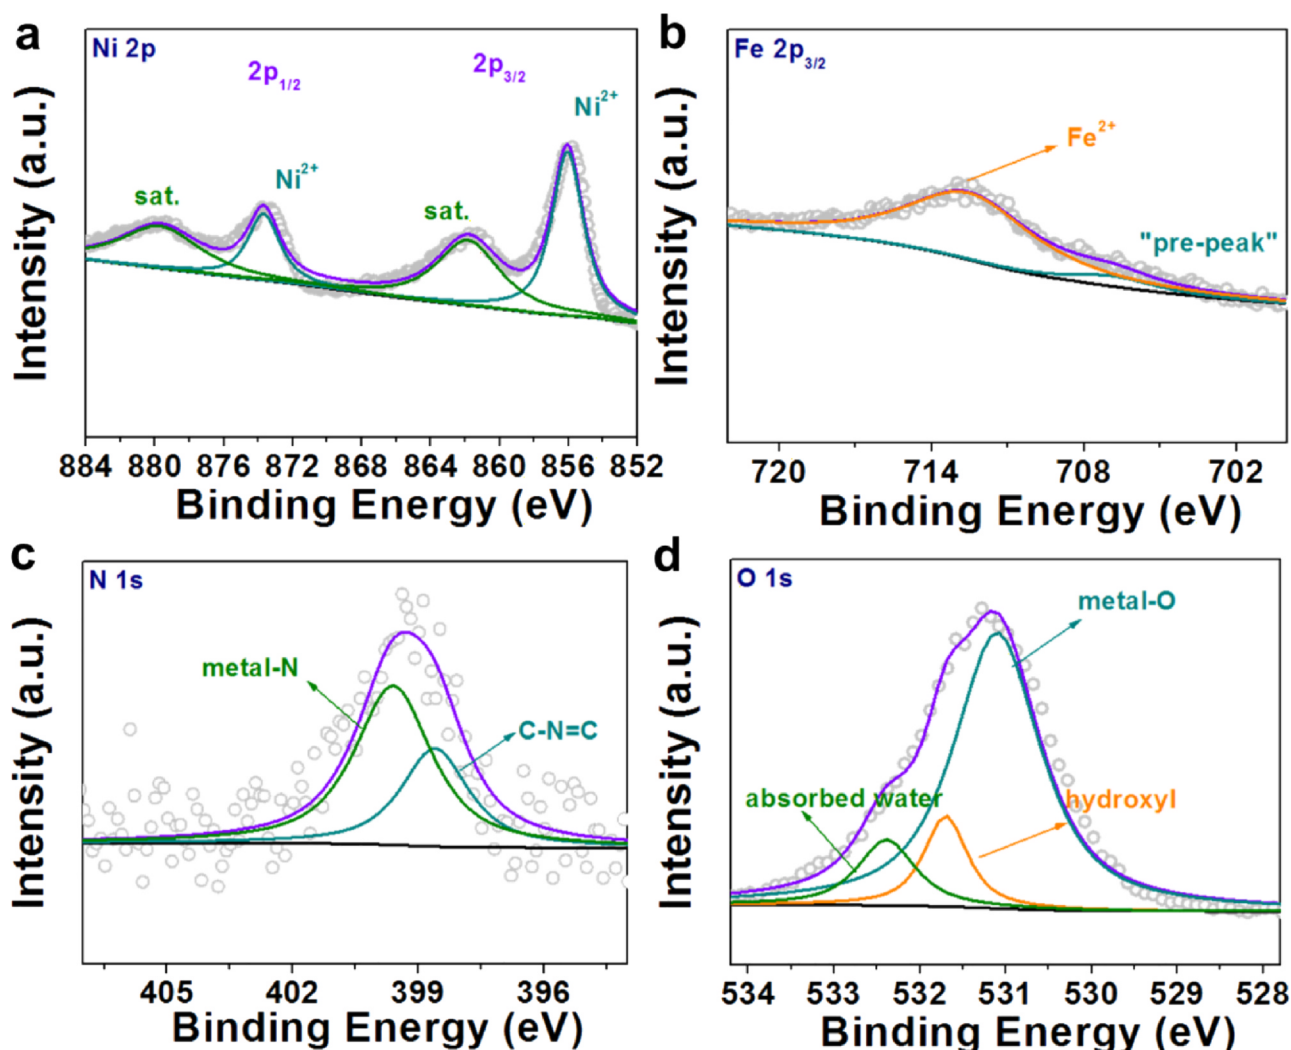 a
Ni 2p
2p1/2
2p3/2
Ni2+
Ni2+
sat.
sat.
Intensity (a.u.)
884 880 876 872 868 864 860 856 852
Binding Energy (eV)
b
Fe 2p3/2
Fe2+
"pre-peak"
Intensity (a.u.)
720 714 708 702
Binding Energy (eV)
c
N 1s
metal-N
C-N=C
Intensity (a.u.)
405 402 399 396
Binding Energy (eV)
d
O 1s
metal-O
absorbed water
hydroxyl
Intensity (a.u.)
534 533 532 531 530 529 528
Binding Energy (eV)